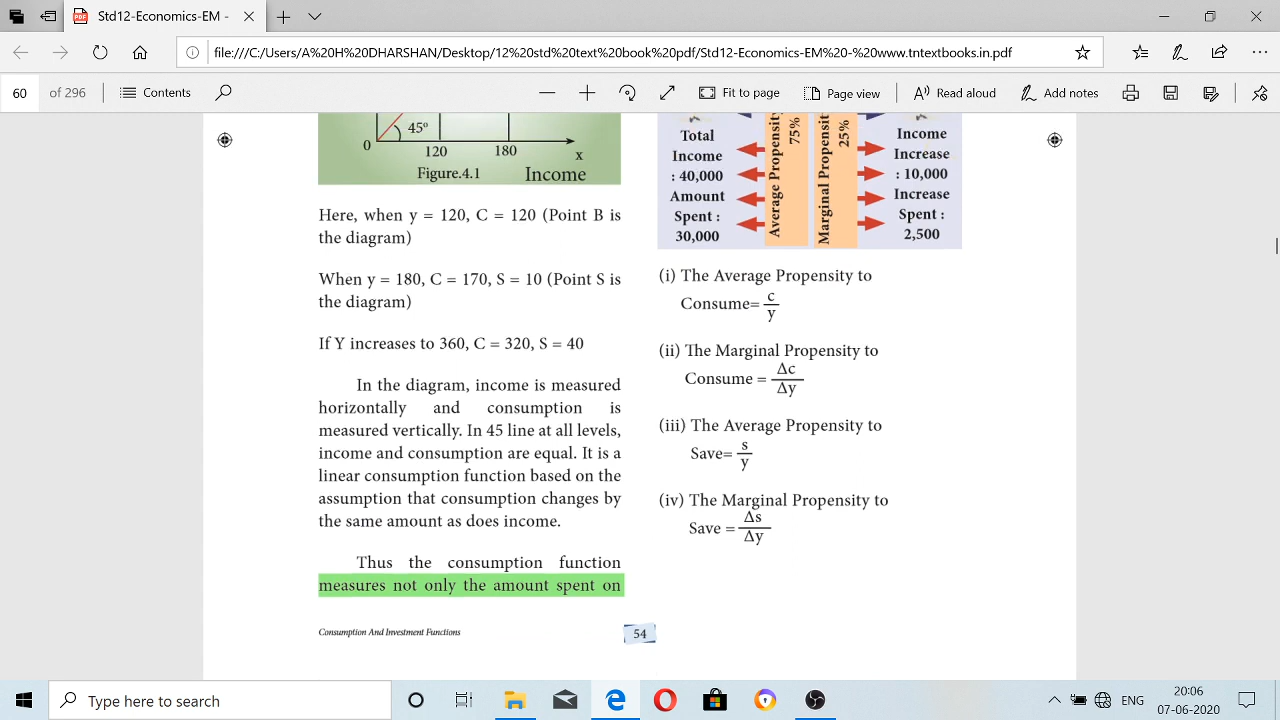 file:///C:/Users/A%20H%20DHARSHAN/Desktop/12%20std%20text%20book%20pdf/Std12-Economics-EM%20-%20www.tntextbooks.in.pdf
60 of 296 Contents Fit to page Page view Read aloud Add notes
45º
0 120 180 x
Figure.4.1 Income
Here, when y = 120, C = 120 (Point B is
the diagram)
When y = 180, C = 170, S = 10 (Point S is
the diagram)
If Y increases to 360, C = 320, S = 40
In the diagram, income is measured
horizontally and consumption is
measured vertically. In 45 line at all levels,
income and consumption are equal. It is a
linear consumption function based on the
assumption that consumption changes by
the same amount as does income.
Thus the consumption function
measures not only the amount spent on
Total
Income
: 40,000
Amount
Spent :
30,000
Average Propensity
75%
Marginal Propensity
25%
Income
Increase
: 10,000
Increase
Spent :
2,500
(i) The Average Propensity to
Consume= c/y
(ii) The Marginal Propensity to
Consume = Δc/Δy
(iii) The Average Propensity to
Save= s/y
(iv) The Marginal Propensity to
Save = Δs/Δy
Consumption And Investment Functions 54
Type here to search
ENG
20:06
07-06-2020